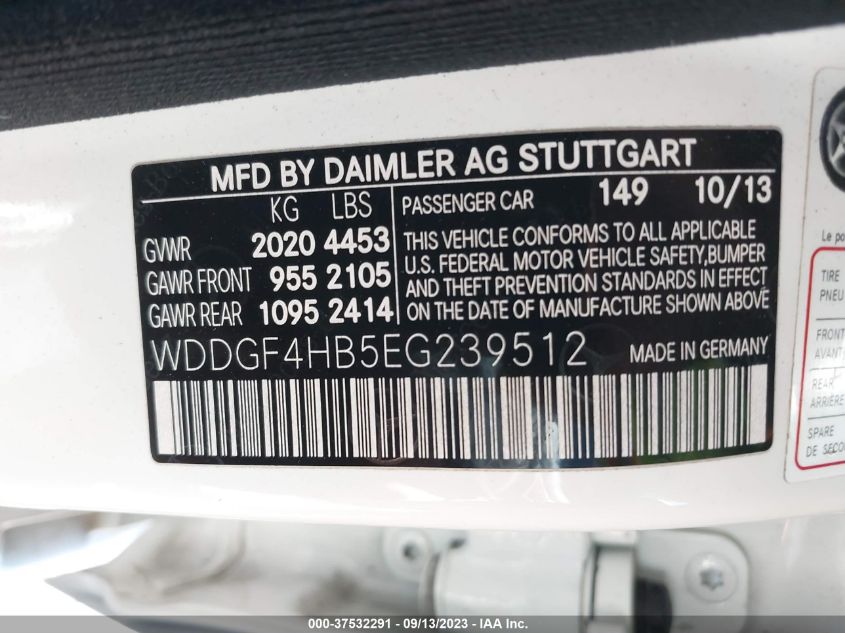 MFD BY DAIMLER AG STUTTGART
KG LBS
GVWR 2020 4453
GAWR FRONT 955 2105
GAWR REAR 1095 2414
PASSENGER CAR 149 10/13
THIS VEHICLE CONFORMS TO ALL APPLICABLE
U.S. FEDERAL MOTOR VEHICLE SAFETY,BUMPER
AND THEFT PREVENTION STANDARDS IN EFFECT
ON THE DATE OF MANUFACTURE SHOWN ABOVE
WDDGF4HB5EG239512 MADE IN GERMANY
Le po
TIRE
PNEU
FRONT
AVANT
REAR
ARRIÈRE
SPARE
DE SECO
000-37532291 - 09/13/2023 - IAA Inc.